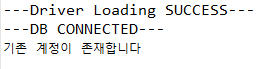 ---Driver Loading SUCCESS---
---DB CONNECTED---
기존 계정이 존재합니다